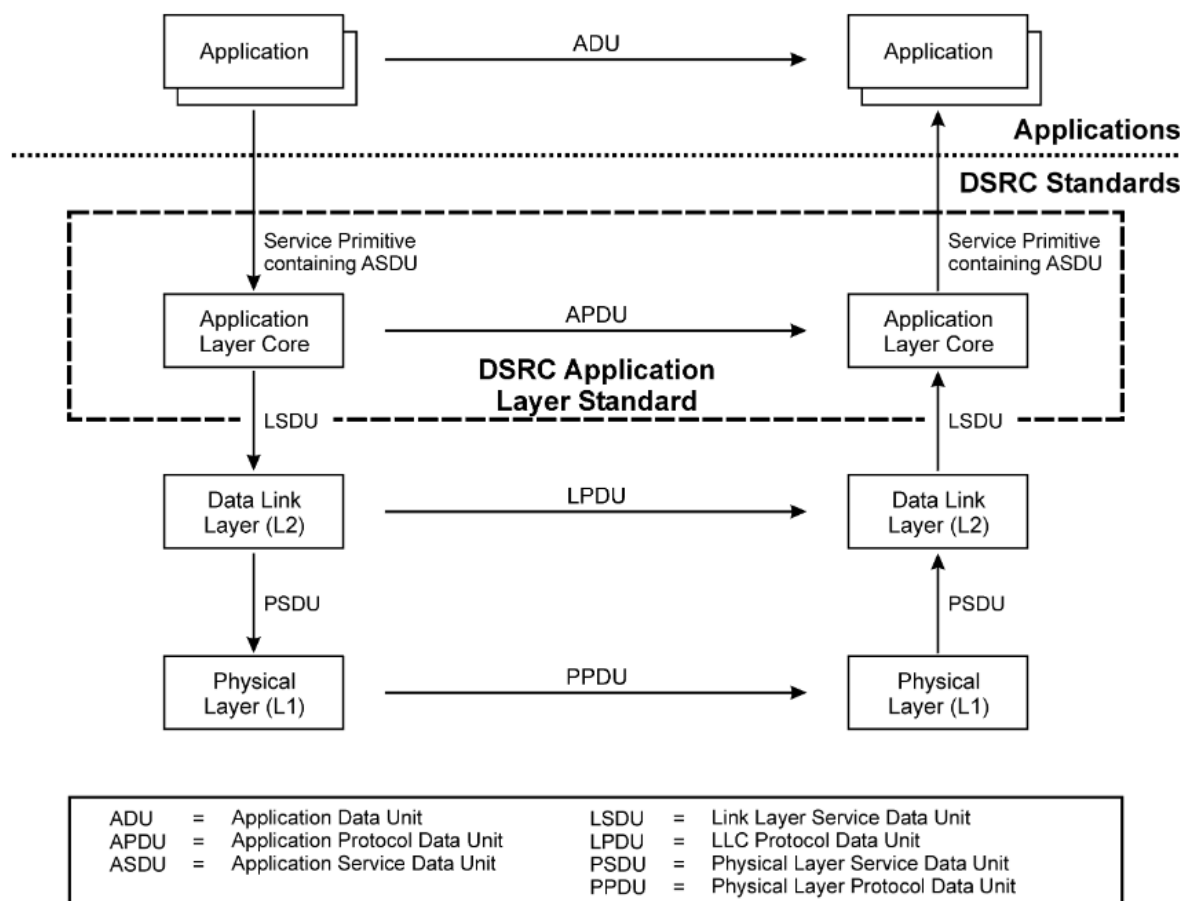 Application
ADU
Application
Applications
DSRC Standards
Service Primitive
containing ASDU
Service Primitive
containing ASDU
Application
Layer Core
APDU
Application
Layer Core
DSRC Application
Layer Standard
LSDU
LSDU
Data Link
Layer (L2)
LPDU
Data Link
Layer (L2)
PSDU
PSDU
Physical
Layer (L1)
PPDU
Physical
Layer (L1)
ADU = Application Data Unit
APDU = Application Protocol Data Unit
ASDU = Application Service Data Unit
LSDU = Link Layer Service Data Unit
LPDU = LLC Protocol Data Unit
PSDU = Physical Layer Service Data Unit
PPDU = Physical Layer Protocol Data Unit